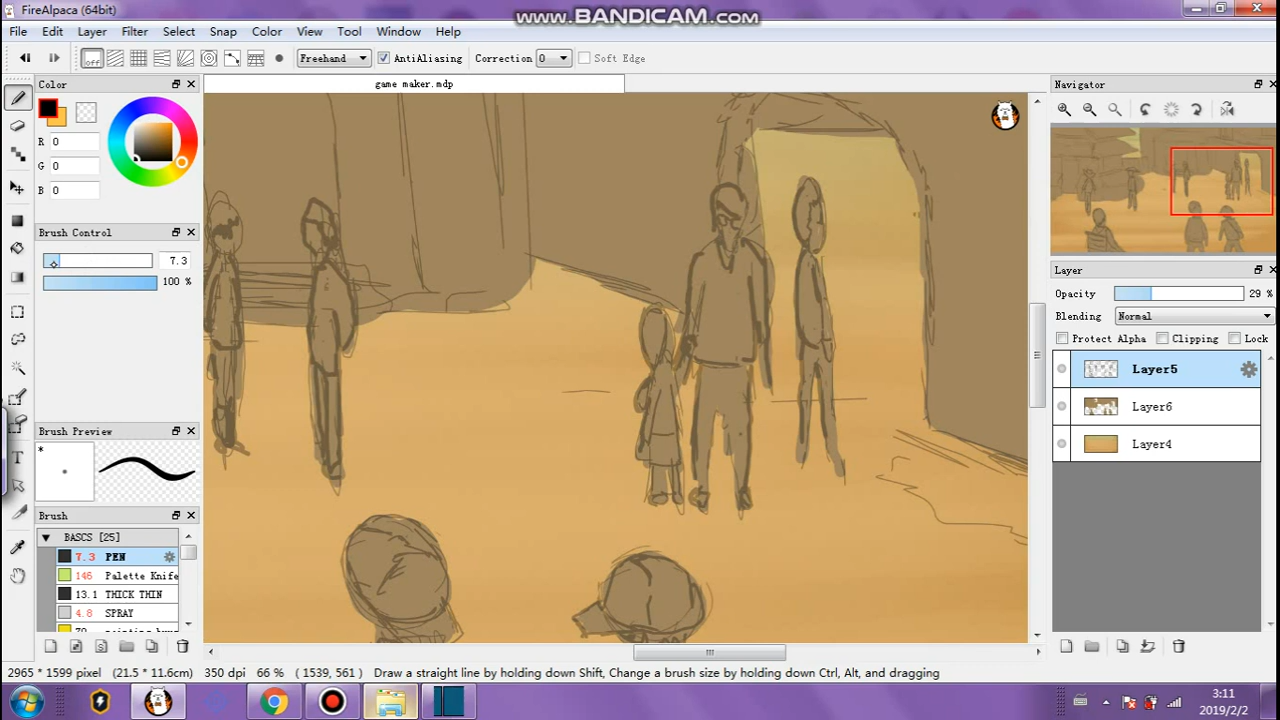 FireAlpaca (64bit)
www.BANDICAM.com
File Edit Layer Filter Select Snap Color View Tool Window Help
off Freehand AntiAliasing Correction 0 Soft Edge
Color
game maker.mdp
Navigator
R 0
G 0
B 0
Brush Control
7.3
100 %
Layer
Opacity 29 %
Blending Normal
Protect Alpha Clipping Lock
Layer5
Layer6
Layer4
Brush Preview
*
Brush
BASCS [25]
7.3 PEN
146 Palette Knife
13.1 THICK THIN
4.8 SPRAY
T
2965 * 1599 pixel (21.5 * 11.6cm) 350 dpi 66 % (1539, 561) Draw a straight line by holding down Shift, Change a brush size by holding down Ctrl, Alt, and dragging
3:11
2019/2/2